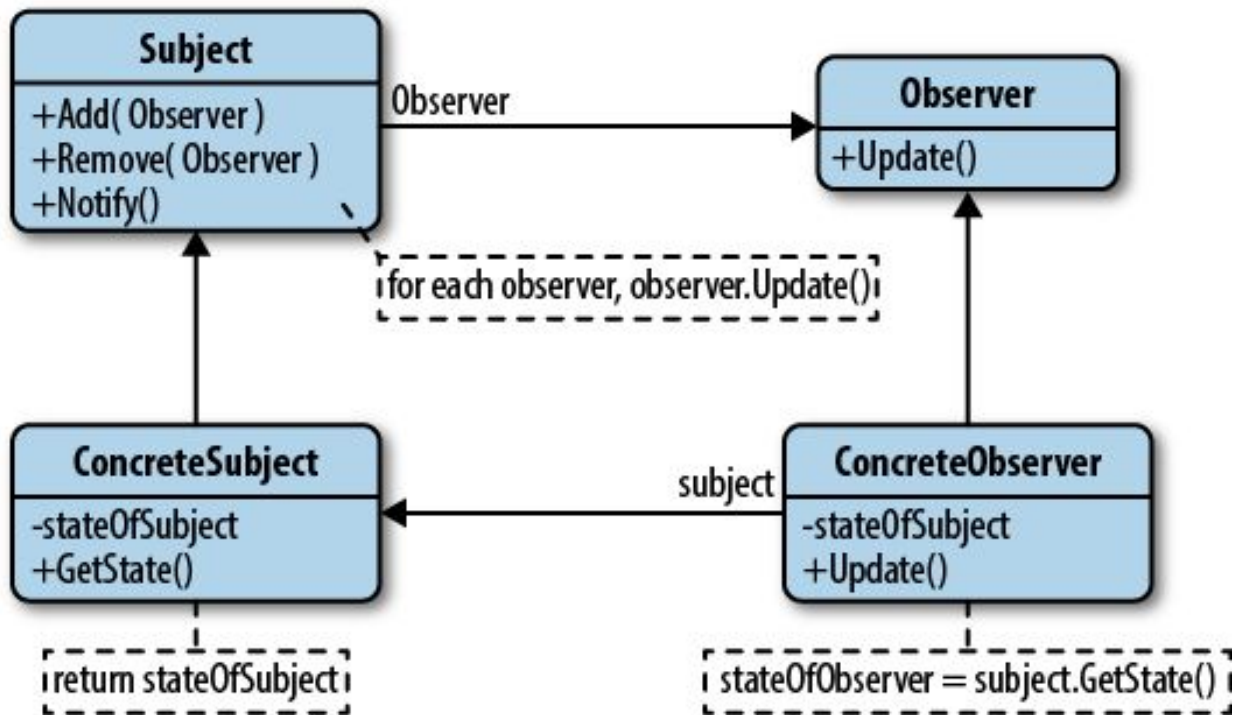 Subject
+Add( Observer )
+Remove( Observer )
+Notify()
Observer
Observer
+Update()
for each observer, observer.Update()
ConcreteSubject
-stateOfSubject
+GetState()
subject
ConcreteObserver
-stateOfSubject
+Update()
return stateOfSubject
stateOfObserver = subject.GetState()